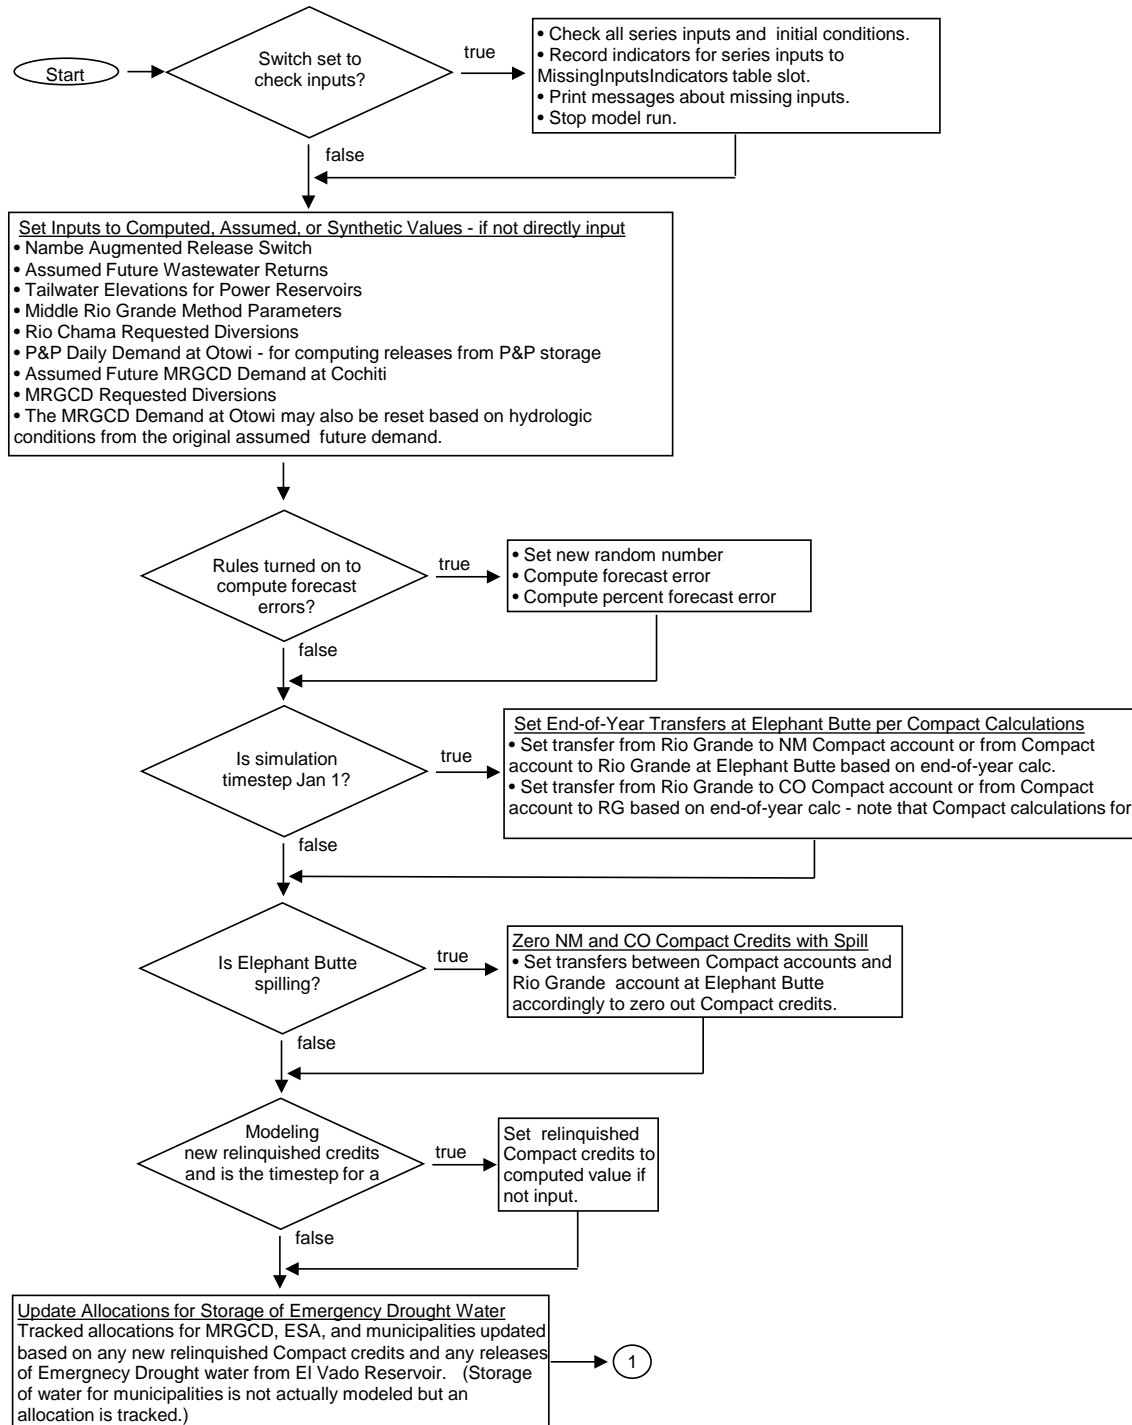 Start
Switch set to
check inputs?
true
• Check all series inputs and initial conditions.
• Record indicators for series inputs to
MissingInputsIndicators table slot.
• Print messages about missing inputs.
• Stop model run.
false
Set Inputs to Computed, Assumed, or Synthetic Values - if not directly input
• Nambe Augmented Release Switch
• Assumed Future Wastewater Returns
• Tailwater Elevations for Power Reservoirs
• Middle Rio Grande Method Parameters
• Rio Chama Requested Diversions
• P&P Daily Demand at Otowi - for computing releases from P&P storage
• Assumed Future MRGCD Demand at Cochiti
• MRGCD Requested Diversions
• The MRGCD Demand at Otowi may also be reset based on hydrologic
conditions from the original assumed future demand.
Rules turned on to
compute forecast
errors?
true
• Set new random number
• Compute forecast error
• Compute percent forecast error
false
Is simulation
timestep Jan 1?
true
Set End-of-Year Transfers at Elephant Butte per Compact Calculations
• Set transfer from Rio Grande to NM Compact account or from Compact
account to Rio Grande at Elephant Butte based on end-of-year calc.
• Set transfer from Rio Grande to CO Compact account or from Compact
account to RG based on end-of-year calc - note that Compact calculations for
false
Is Elephant Butte
spilling?
true
Zero NM and CO Compact Credits with Spill
• Set transfers between Compact accounts and
Rio Grande account at Elephant Butte
accordingly to zero out Compact credits.
false
Modeling
new relinquished credits
and is the timestep for a
true
Set relinquished
Compact credits to
computed value if
not input.
false
Update Allocations for Storage of Emergency Drought Water
Tracked allocations for MRGCD, ESA, and municipalities updated
based on any new relinquished Compact credits and any releases
of Emergnecy Drought water from El Vado Reservoir. (Storage
of water for municipalities is not actually modeled but an
allocation is tracked.)
1